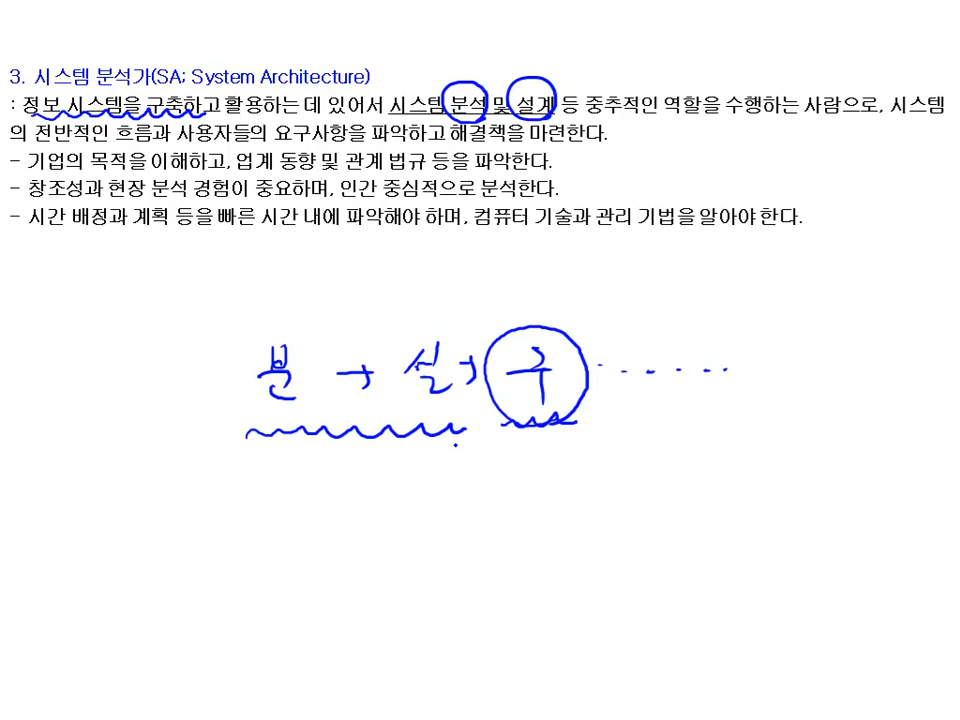 3. 시스템 분석가(SA; System Architecture)
: 정보 시스템을 구축하고 활용하는 데 있어서 시스템 분석 및 설계 등 중추적인 역할을 수행하는 사람으로, 시스템
의 전반적인 흐름과 사용자들의 요구사항을 파악하고 해결책을 마련한다.
- 기업의 목적을 이해하고, 업계 동향 및 관계 법규 등을 파악한다.
- 창조성과 현장 분석 경험이 중요하며, 인간 중심적으로 분석한다.
- 시간 배정과 계획 등을 빠른 시간 내에 파악해야 하며, 컴퓨터 기술과 관리 기법을 알아야 한다.
분 → 설 → 구 ......